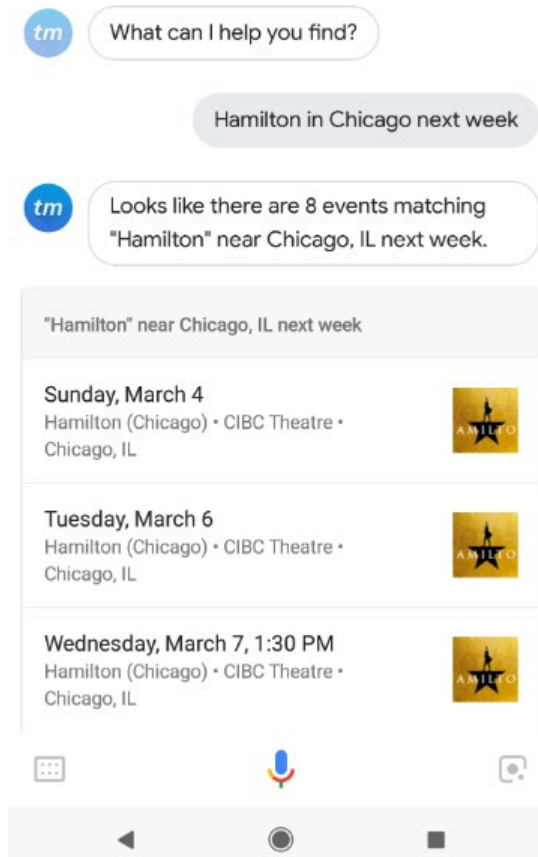 tm
What can I help you find?
Hamilton in Chicago next week
tm
Looks like there are 8 events matching
"Hamilton" near Chicago, IL next week.
"Hamilton" near Chicago, IL next week
Sunday, March 4
Hamilton (Chicago) • CIBC Theatre •
Chicago, IL
AMILTO
Tuesday, March 6
Hamilton (Chicago) • CIBC Theatre •
Chicago, IL
AMILTO
Wednesday, March 7, 1:30 PM
Hamilton (Chicago) • CIBC Theatre •
Chicago, IL
AMILTO